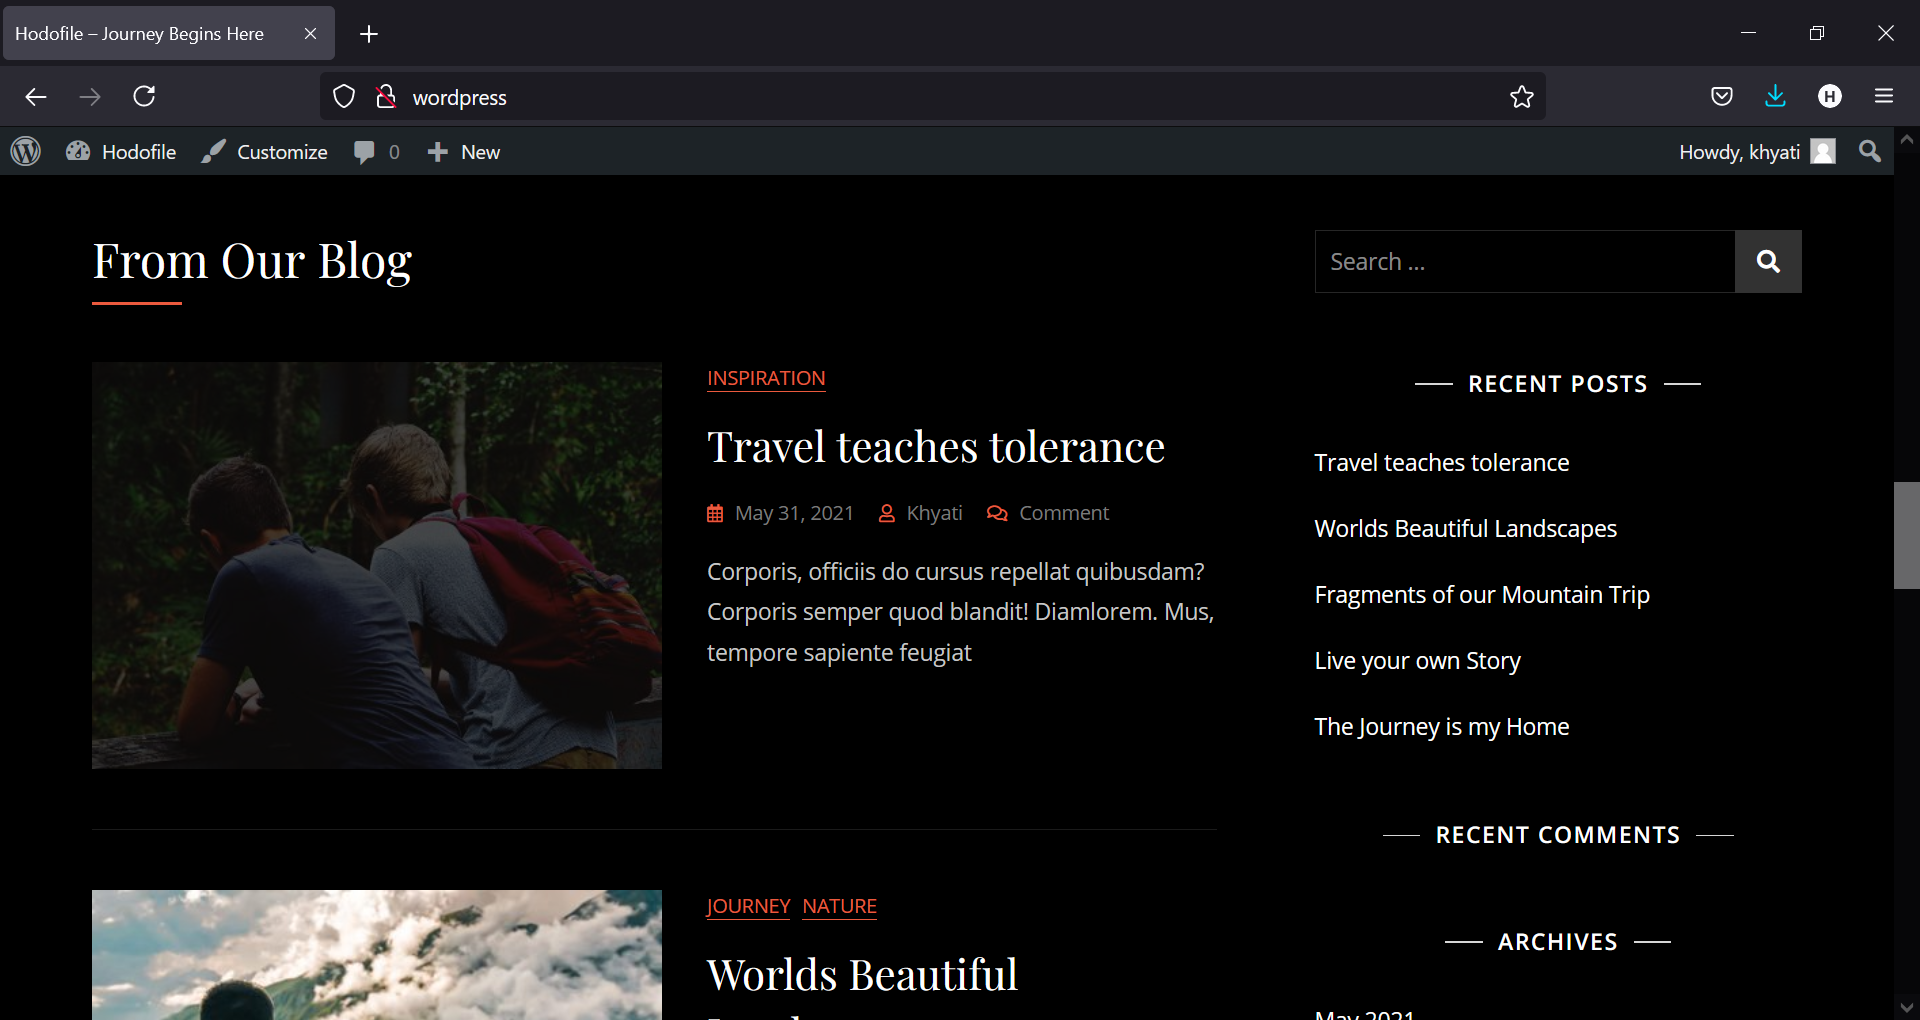 Hodofile – Journey Begins Here
wordpress
Hodofile Customize 0 New
Howdy, khyati
From Our Blog
INSPIRATION
Travel teaches tolerance
May 31, 2021 Khyati Comment
Corporis, officiis do cursus repellat quibusdam?
Corporis semper quod blandit! Diamlorem. Mus,
tempore sapiente feugiat
JOURNEY NATURE
Worlds Beautiful
Search ...
RECENT POSTS
Travel teaches tolerance
Worlds Beautiful Landscapes
Fragments of our Mountain Trip
Live your own Story
The Journey is my Home
RECENT COMMENTS
ARCHIVES
May 2021